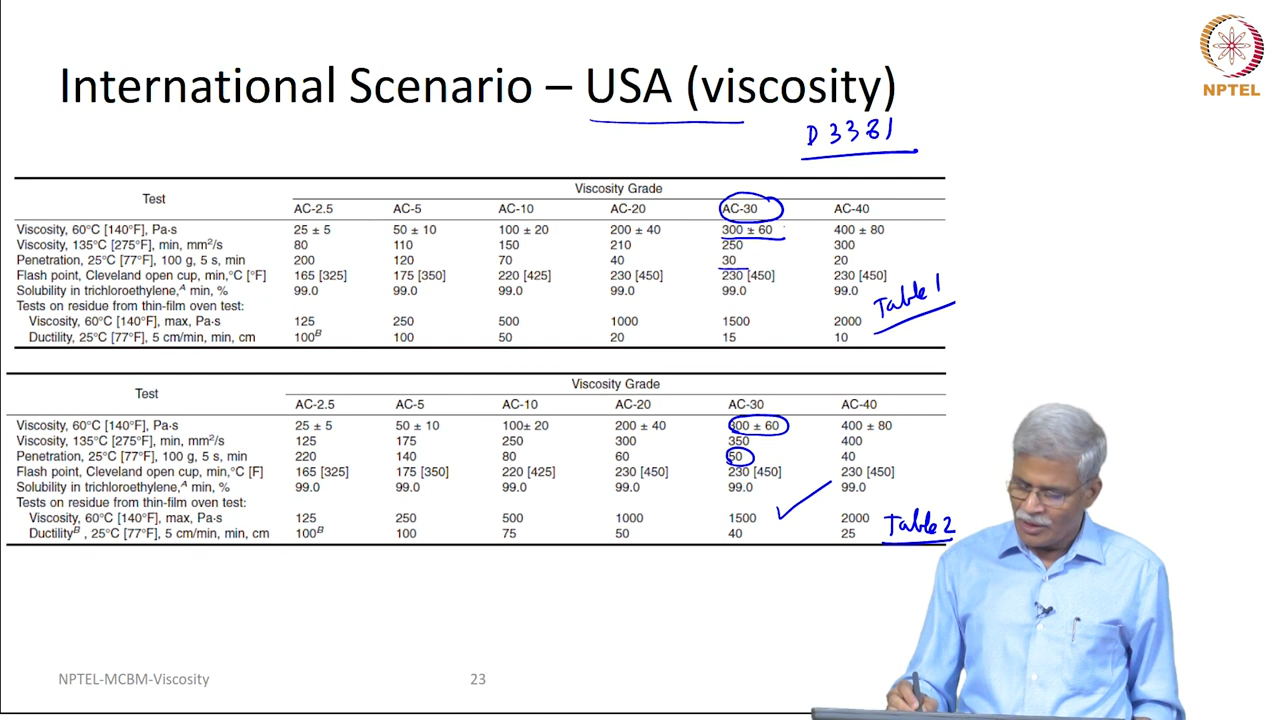 International Scenario – USA (viscosity)
NPTEL
D 3381
Test Viscosity Grade
AC-2.5 AC-5 AC-10 AC-20 AC-30 AC-40
Viscosity, 60°C [140°F], Pa·s 25 ± 5 50 ± 10 100 ± 20 200 ± 40 300 ± 60 400 ± 80
Viscosity, 135°C [275°F], min, mm²/s 80 110 150 210 250 300
Penetration, 25°C [77°F], 100 g, 5 s, min 200 120 70 40 30 20
Flash point, Cleveland open cup, min,°C [°F] 165 [325] 175 [350] 220 [425] 230 [450] 230 [450] 230 [450]
Solubility in trichloroethylene,ᴬ min, % 99.0 99.0 99.0 99.0 99.0 99.0
Tests on residue from thin-film oven test:
Viscosity, 60°C [140°F], max, Pa·s 125 250 500 1000 1500 2000
Ductility, 25°C [77°F], 5 cm/min, min, cm 100ᴮ 100 50 20 15 10
Table 1
Test Viscosity Grade
AC-2.5 AC-5 AC-10 AC-20 AC-30 AC-40
Viscosity, 60°C [140°F], Pa·s 25 ± 5 50 ± 10 100± 20 200 ± 40 300 ± 60 400 ± 80
Viscosity, 135°C [275°F], min, mm²/s 125 175 250 300 350 400
Penetration, 25°C [77°F], 100 g, 5 s, min 220 140 80 60 50 40
Flash point, Cleveland open cup, min,°C [F] 165 [325] 175 [350] 220 [425] 230 [450] 230 [450] 230 [450]
Solubility in trichloroethylene,ᴬ min, % 99.0 99.0 99.0 99.0 99.0 99.0
Tests on residue from thin-film oven test:
Viscosity, 60°C [140°F], max, Pa·s 125 250 500 1000 1500 2000
Ductilityᴮ , 25°C [77°F], 5 cm/min, min, cm 100ᴮ 100 75 50 40 25
Table 2
NPTEL-MCBM-Viscosity
23